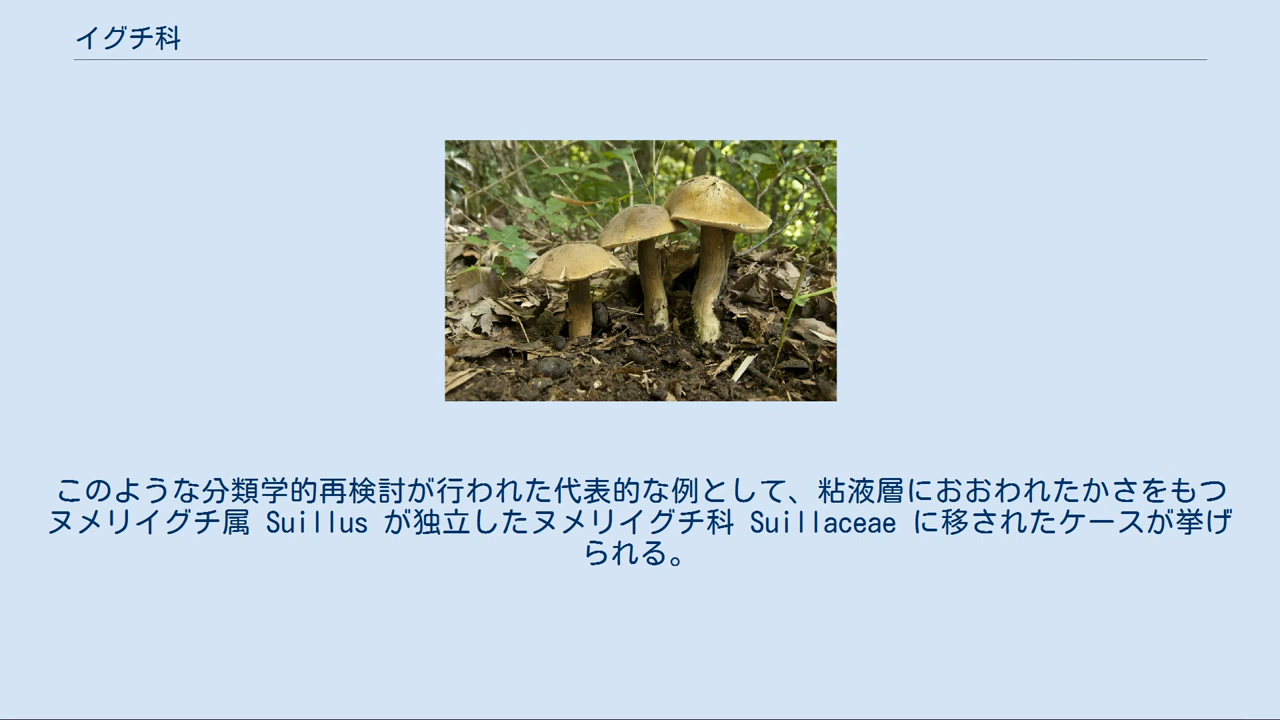 イグチ科
このような分類学的再検討が行われた代表的な例として、粘液層におおわれたかさをもつ
ヌメリイグチ属 Suillus が独立したヌメリイグチ科 Suillaceae に移されたケースが挙げ
られる。